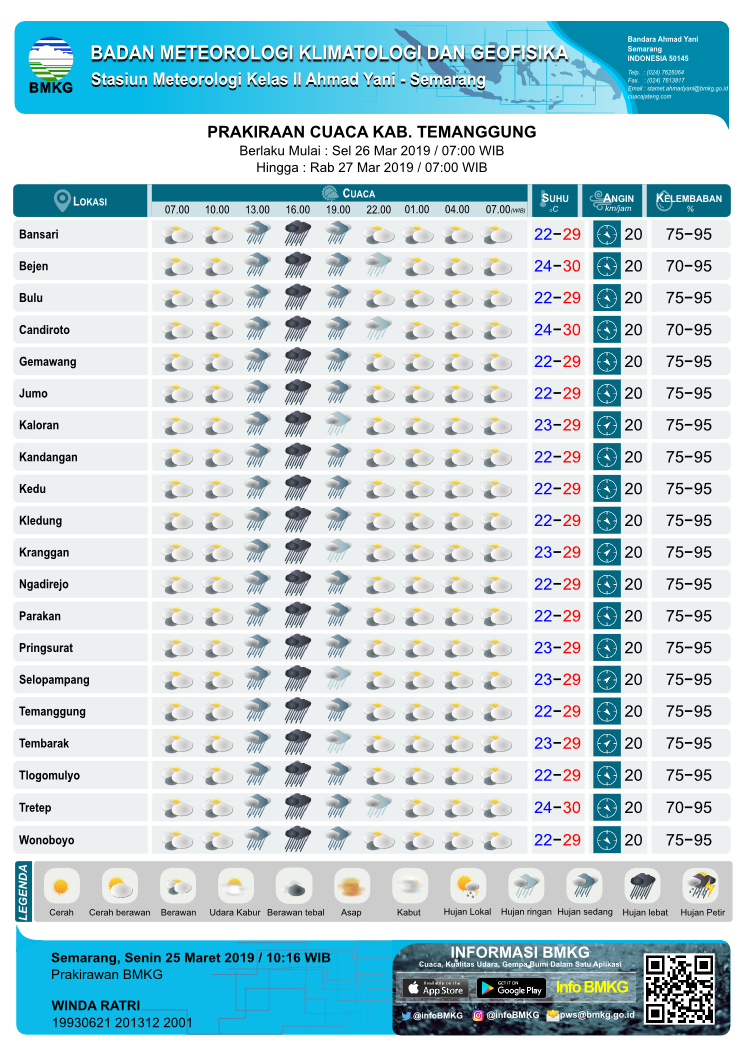 BMKG
BADAN METEOROLOGI KLIMATOLOGI DAN GEOFISIKA
Stasiun Meteorologi Kelas II Ahmad Yani - Semarang
Bandara Ahmad Yani
Semarang
INDONESIA 50145
Telp. : (024) 7626064
Fax. : (024) 7613817
Email : stamet.ahmadyani@bmkg.go.id
cuacajateng.com
PRAKIRAAN CUACA KAB. TEMANGGUNG
Berlaku Mulai : Sel 26 Mar 2019 / 07:00 WIB
Hingga : Rab 27 Mar 2019 / 07:00 WIB
LOKASI
CUACA
07.00 10.00 13.00 16.00 19.00 22.00 01.00 04.00 07.00 (WIB)
SUHU °C
ANGIN km/jam
KELEMBABAN %
Bansari 22-29 20 75-95
Bejen 24-30 20 70-95
Bulu 22-29 20 75-95
Candiroto 24-30 20 70-95
Gemawang 22-29 20 75-95
Jumo 22-29 20 75-95
Kaloran 23-29 20 75-95
Kandangan 22-29 20 75-95
Kedu 22-29 20 75-95
Kledung 22-29 20 75-95
Kranggan 23-29 20 75-95
Ngadirejo 22-29 20 75-95
Parakan 22-29 20 75-95
Pringsurat 23-29 20 75-95
Selopampang 23-29 20 75-95
Temanggung 22-29 20 75-95
Tembarak 23-29 20 75-95
Tlogomulyo 22-29 20 75-95
Tretep 24-30 20 70-95
Wonoboyo 22-29 20 75-95
LEGENDA
Cerah Cerah berawan Berawan Udara Kabur Berawan tebal Asap Kabut Hujan Lokal Hujan ringan Hujan sedang Hujan lebat Hujan Petir
Semarang, Senin 25 Maret 2019 / 10:16 WIB
Prakirawan BMKG
WINDA RATRI
19930621 201312 2001
INFORMASI BMKG
Cuaca, Kualitas Udara, Gempa Bumi Dalam Satu Aplikasi
Available on the
App Store
GET IT ON
Google Play
Info BMKG
@infoBMKG @infoBMKG pws@bmkg.go.id